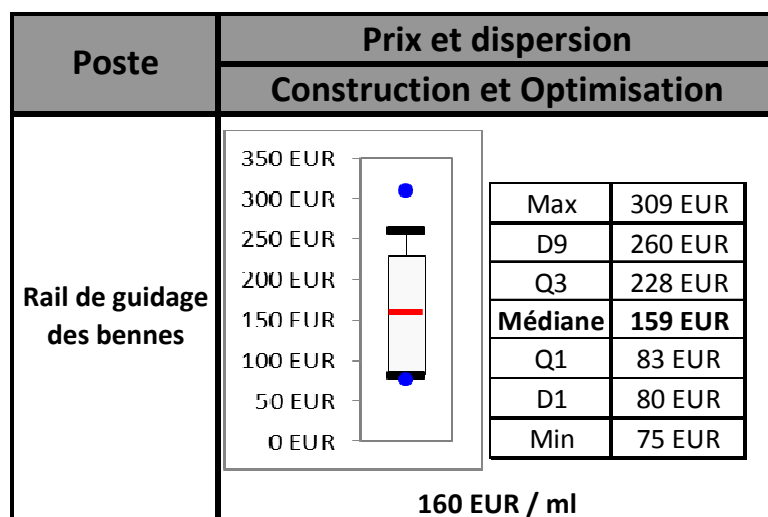 Poste
Prix et dispersion
Construction et Optimisation
Rail de guidage
des bennes
350 EUR
300 EUR
250 EUR
200 EUR
150 EUR
100 EUR
50 EUR
0 EUR
Max 309 EUR
D9 260 EUR
Q3 228 EUR
Médiane 159 EUR
Q1 83 EUR
D1 80 EUR
Min 75 EUR
160 EUR / ml